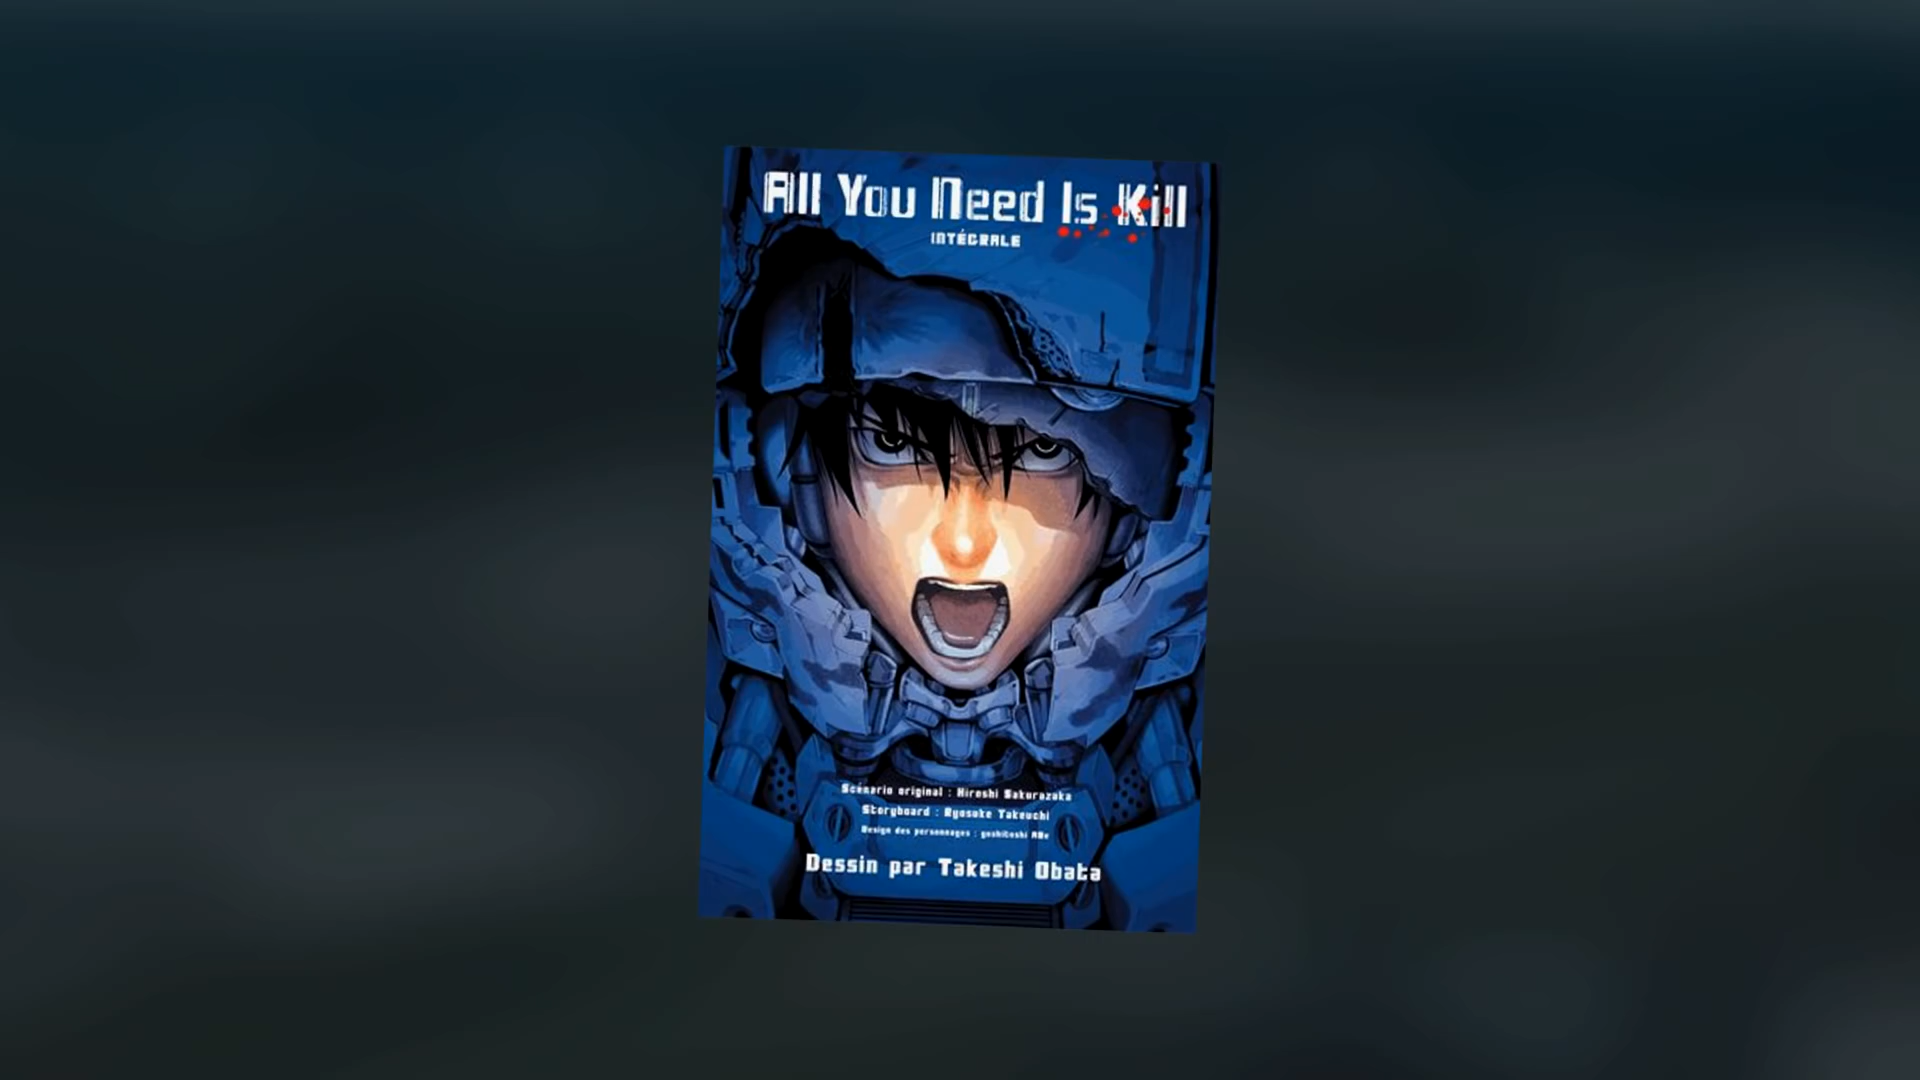 All You Need Is Kill
INTÉGRALE
Scénario original : Hiroshi Sakurazaka
Storyboard : Ryosuke Takeuchi
Design des personnages : yoshitoshi ABe
Dessin par Takeshi Obata